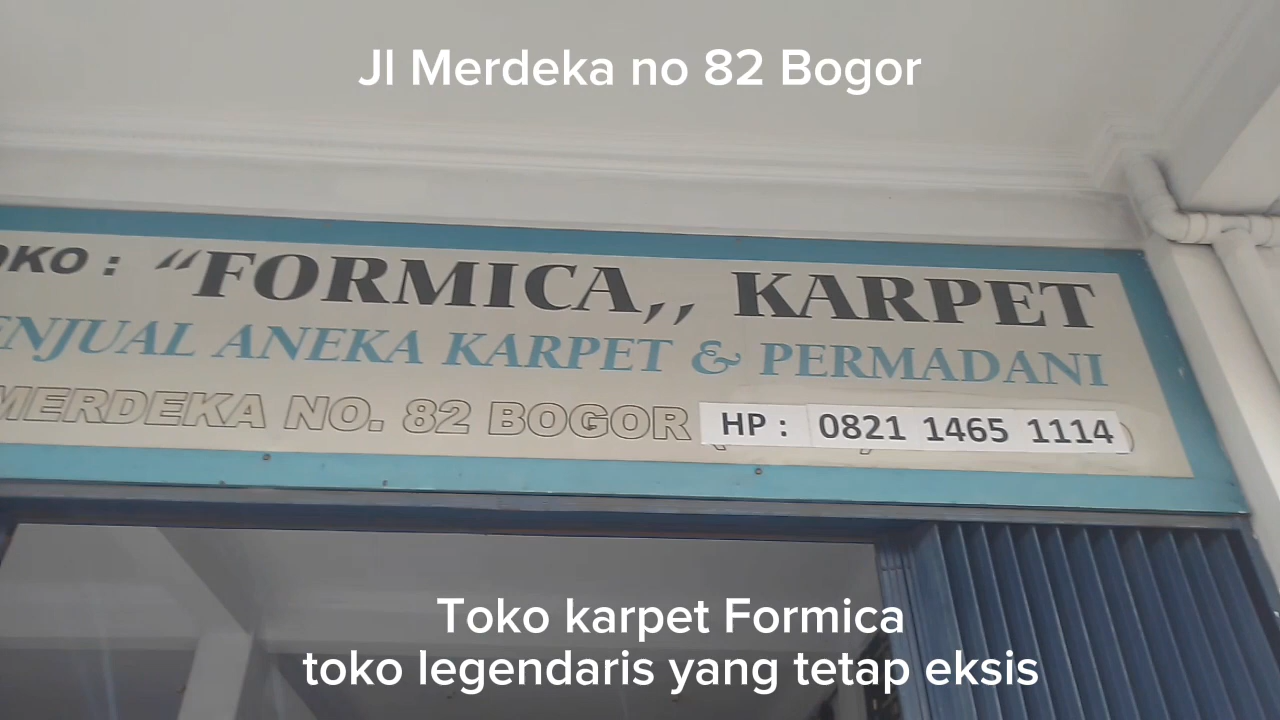 Jl Merdeka no 82 Bogor
OKO : “FORMICA,, KARPET
ENJUAL ANEKA KARPET & PERMADANI
MERDEKA NO. 82 BOGOR HP : 0821 1465 1114
Toko karpet Formica
toko legendaris yang tetap eksis